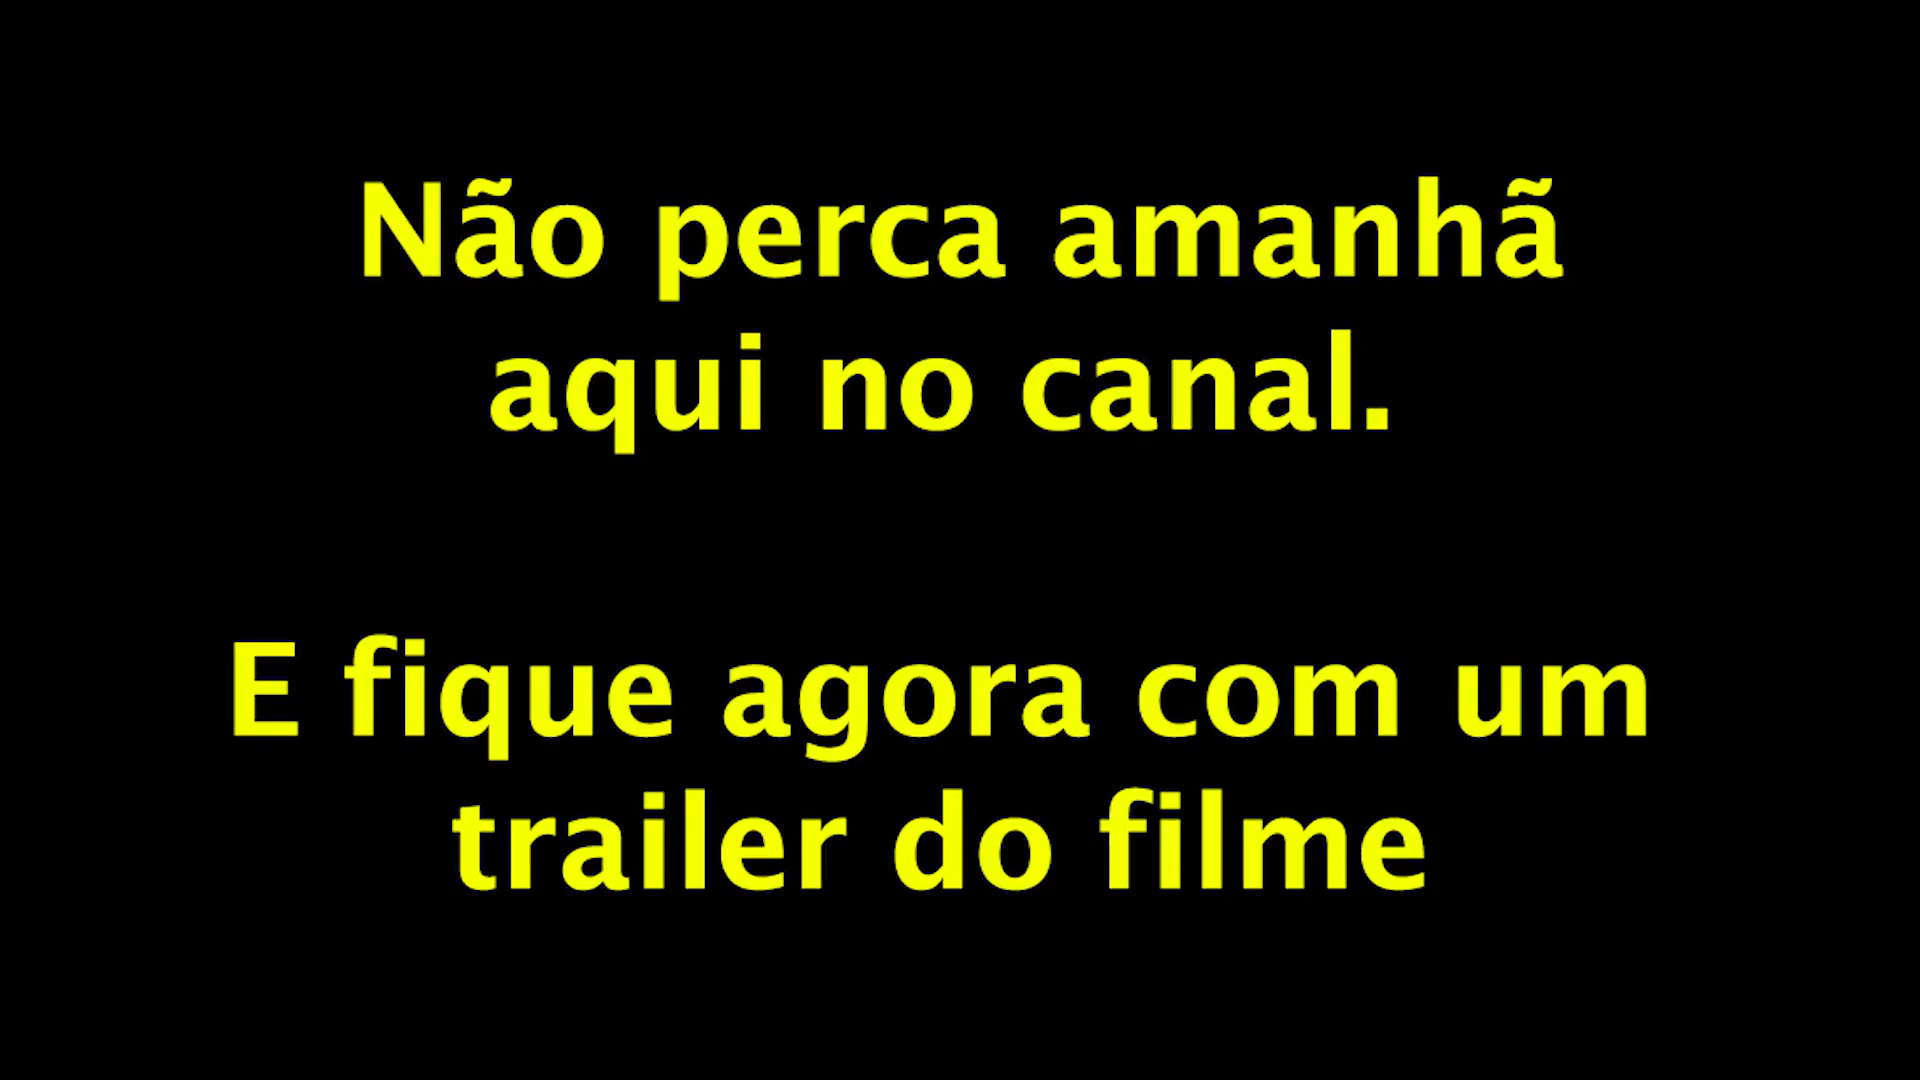 Não perca amanhã
aqui no canal.
E fique agora com um
trailer do filme